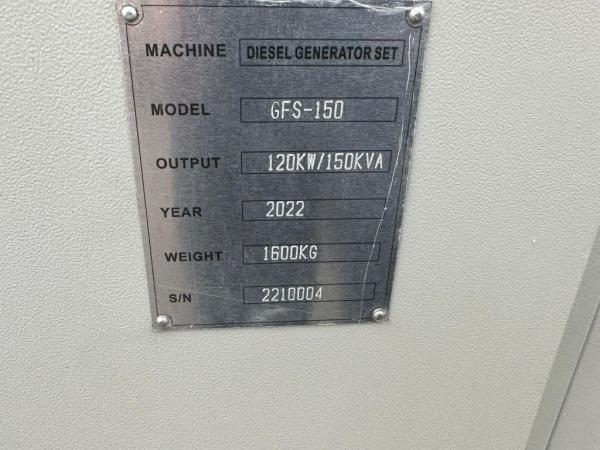 MACHINE DIESEL GENERATOR SET
MODEL GFS-150
OUTPUT 120KW/150KVA
YEAR 2022
WEIGHT 1600KG
S/N 2210004